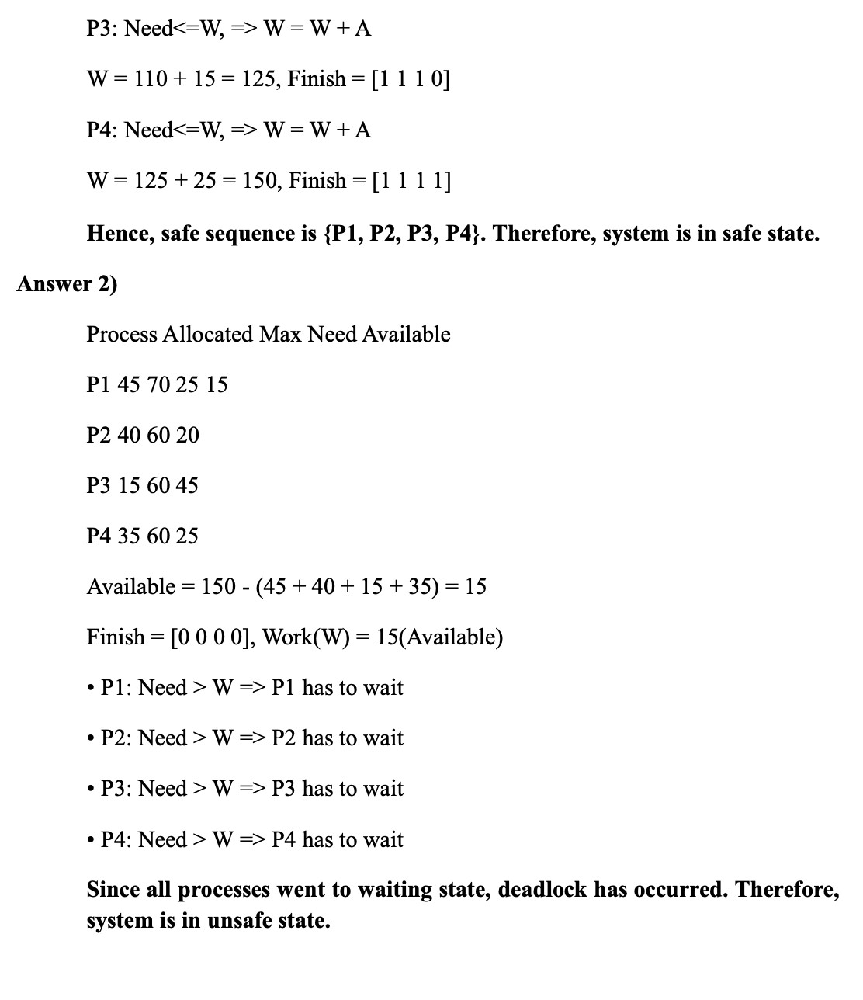 P3: Need<=W, => W = W + A
W = 110 + 15 = 125, Finish = [1 1 1 0]
P4: Need<=W, => W = W + A
W = 125 + 25 = 150, Finish = [1 1 1 1]
Hence, safe sequence is {P1, P2, P3, P4}. Therefore, system is in safe state.
Answer 2)
Process Allocated Max Need Available
P1 45 70 25 15
P2 40 60 20
P3 15 60 45
P4 35 60 25
Available = 150 - (45 + 40 + 15 + 35) = 15
Finish = [0 0 0 0], Work(W) = 15(Available)
• P1: Need > W => P1 has to wait
• P2: Need > W => P2 has to wait
• P3: Need > W => P3 has to wait
• P4: Need > W => P4 has to wait
Since all processes went to waiting state, deadlock has occurred. Therefore,
system is in unsafe state.